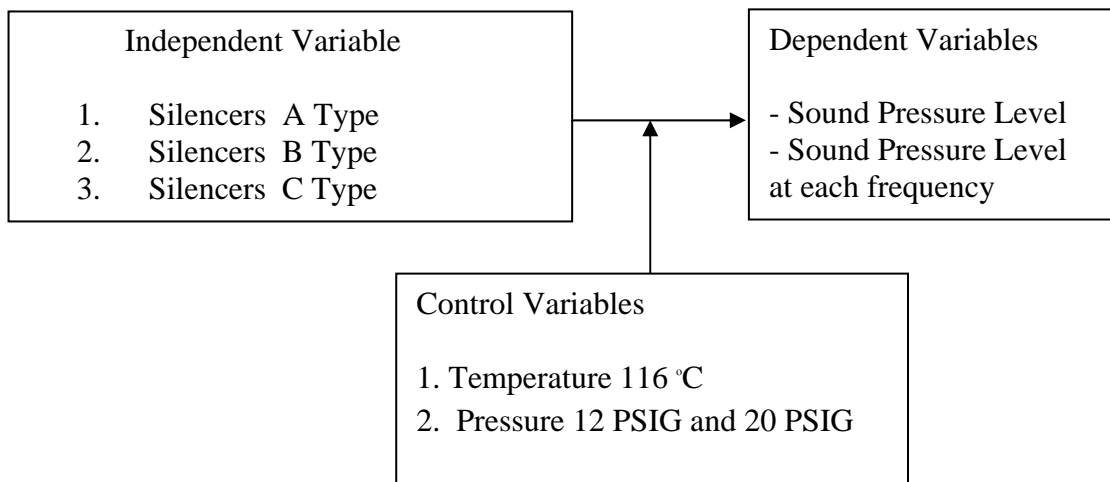 Independent Variable
1. Silencers A Type
2. Silencers B Type
3. Silencers C Type
Dependent Variables
- Sound Pressure Level
- Sound Pressure Level
at each frequency
Control Variables
1. Temperature 116 °C
2. Pressure 12 PSIG and 20 PSIG